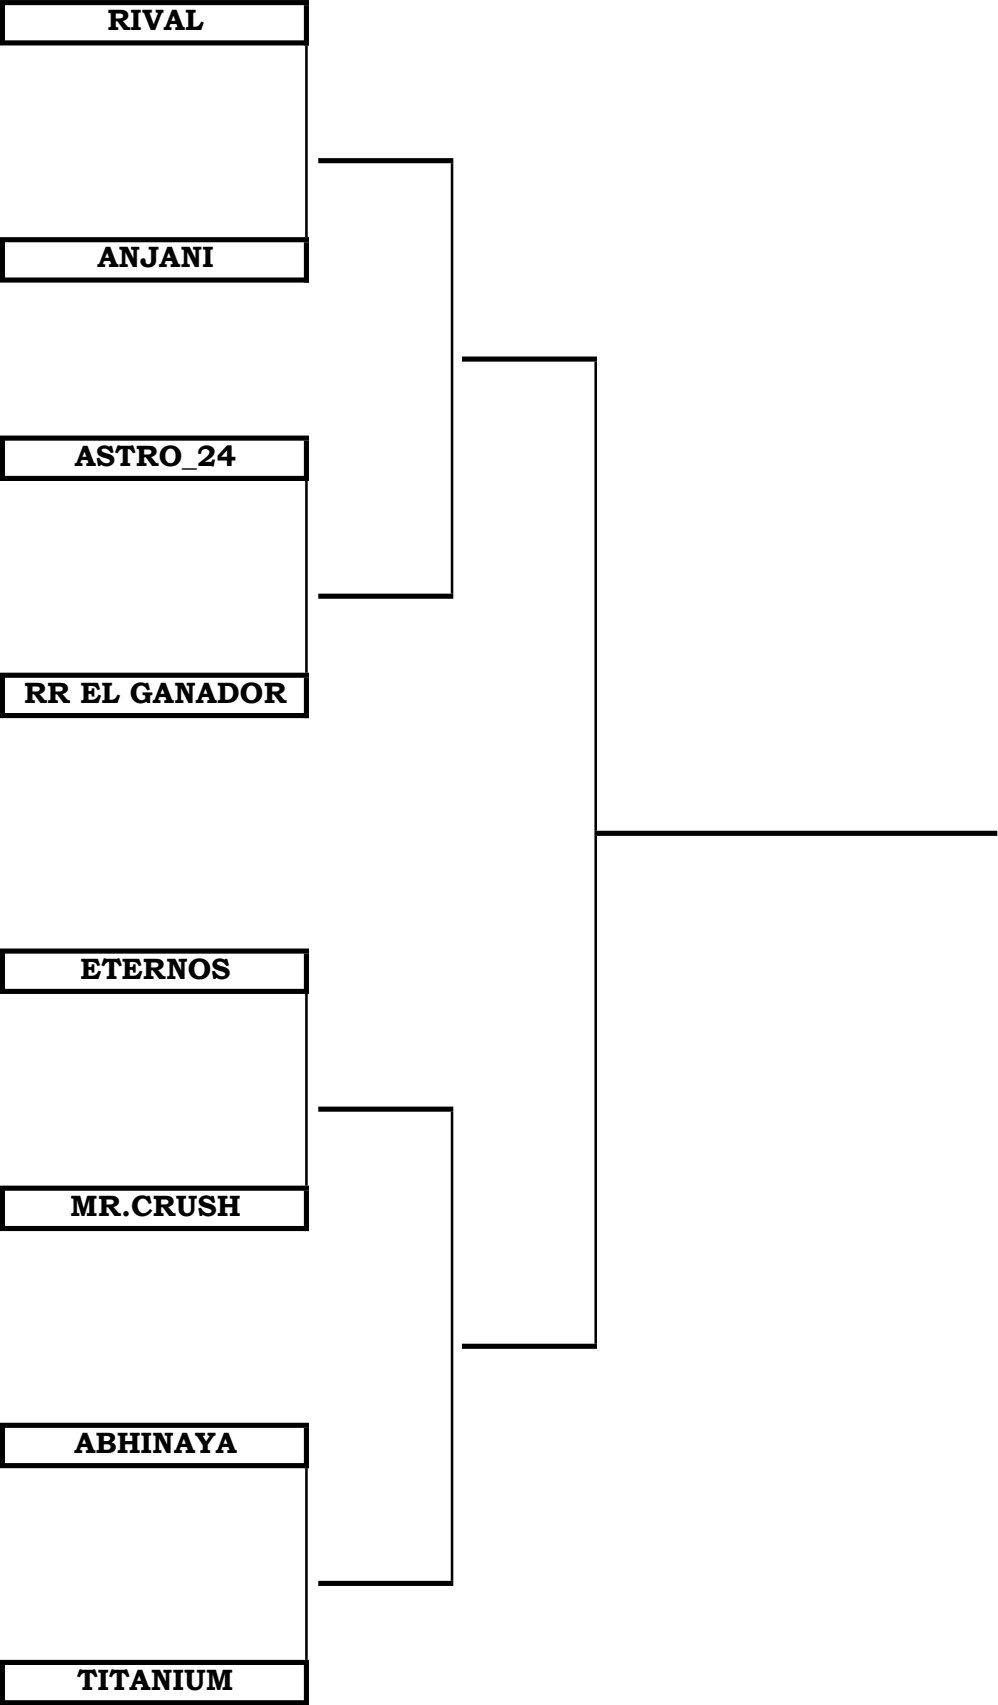 RIVAL
ANJANI
ASTRO_24
RR EL GANADOR
ETERNOS
MR.CRUSH
ABHINAYA
TITANIUM